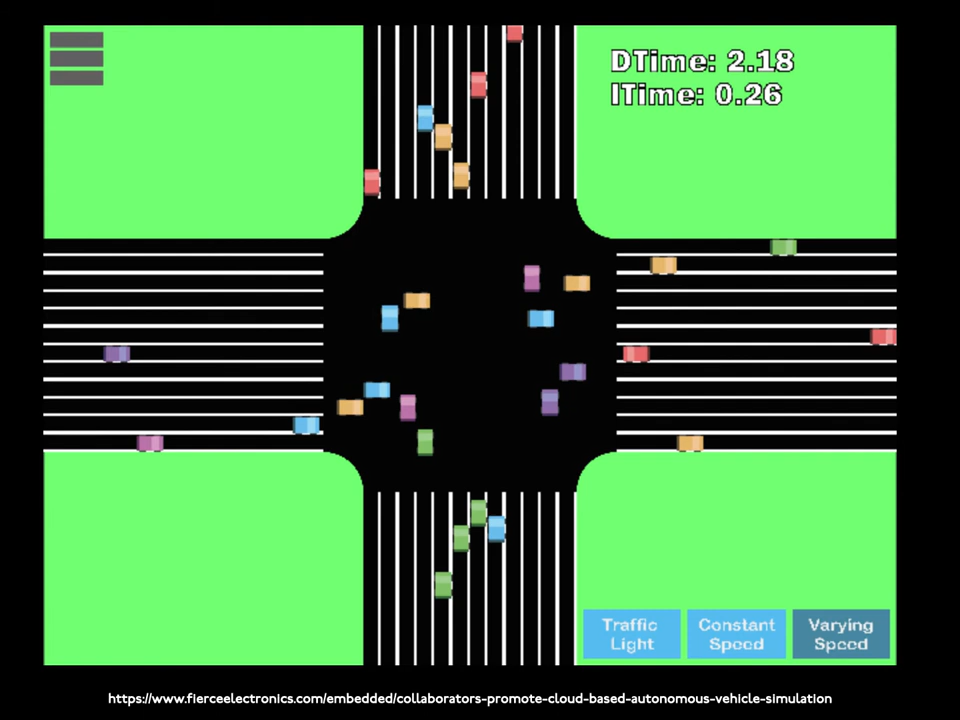 DTime: 2.18
ITime: 0.26
Traffic
Light
Constant
Speed
Varying
Speed
https://www.fierceelectronics.com/embedded/collaborators-promote-cloud-based-autonomous-vehicle-simulation